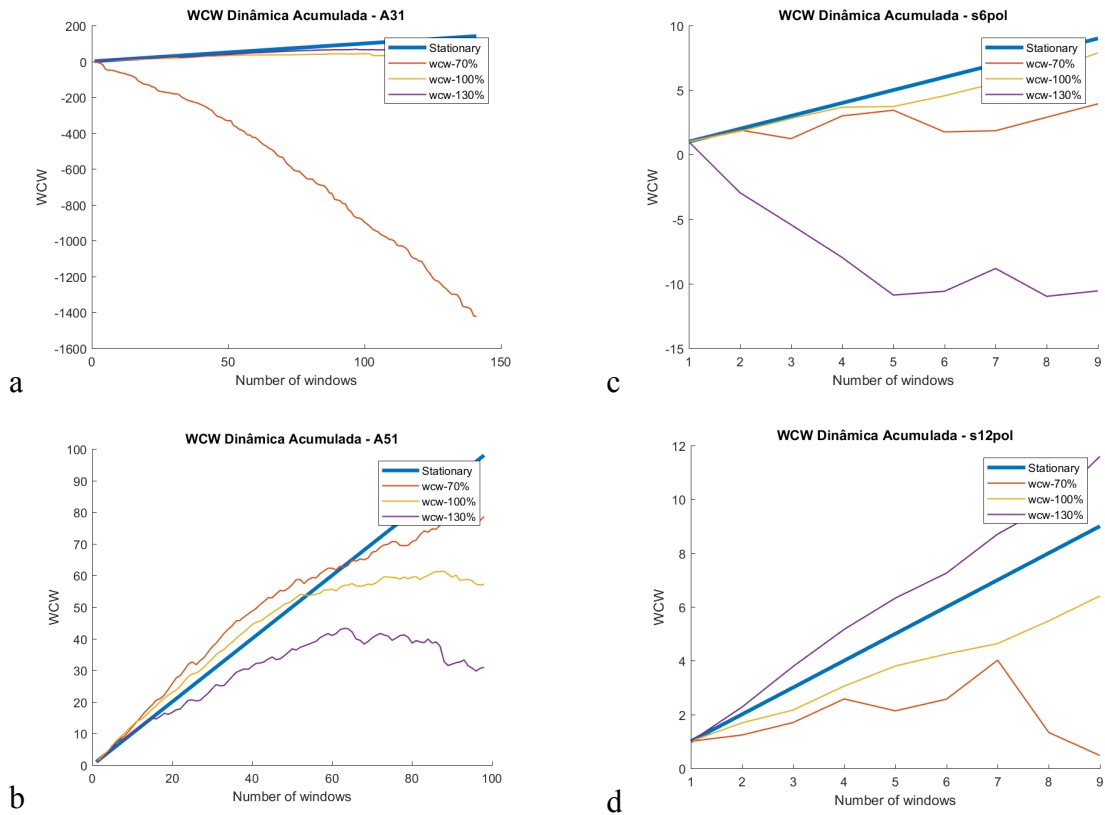 WCW Dinâmica Acumulada - A31
200
0
-200
-400
-600
-800
-1000
-1200
-1400
-1600
WCW
0 50 100 150
Number of windows
Stationary
wcw-70%
wcw-100%
wcw-130%
a
WCW Dinâmica Acumulada - s6pol
10
5
0
-5
-10
-15
WCW
1 2 3 4 5 6 7 8 9
Number of windows
Stationary
wcw-70%
wcw-100%
wcw-130%
c
WCW Dinâmica Acumulada - A51
100
90
80
70
60
50
40
30
20
10
0
WCW
0 20 40 60 80 100
Number of windows
Stationary
wcw-70%
wcw-100%
wcw-130%
b
WCW Dinâmica Acumulada - s12pol
12
10
8
6
4
2
0
WCW
1 2 3 4 5 6 7 8 9
Number of windows
Stationary
wcw-70%
wcw-100%
wcw-130%
d